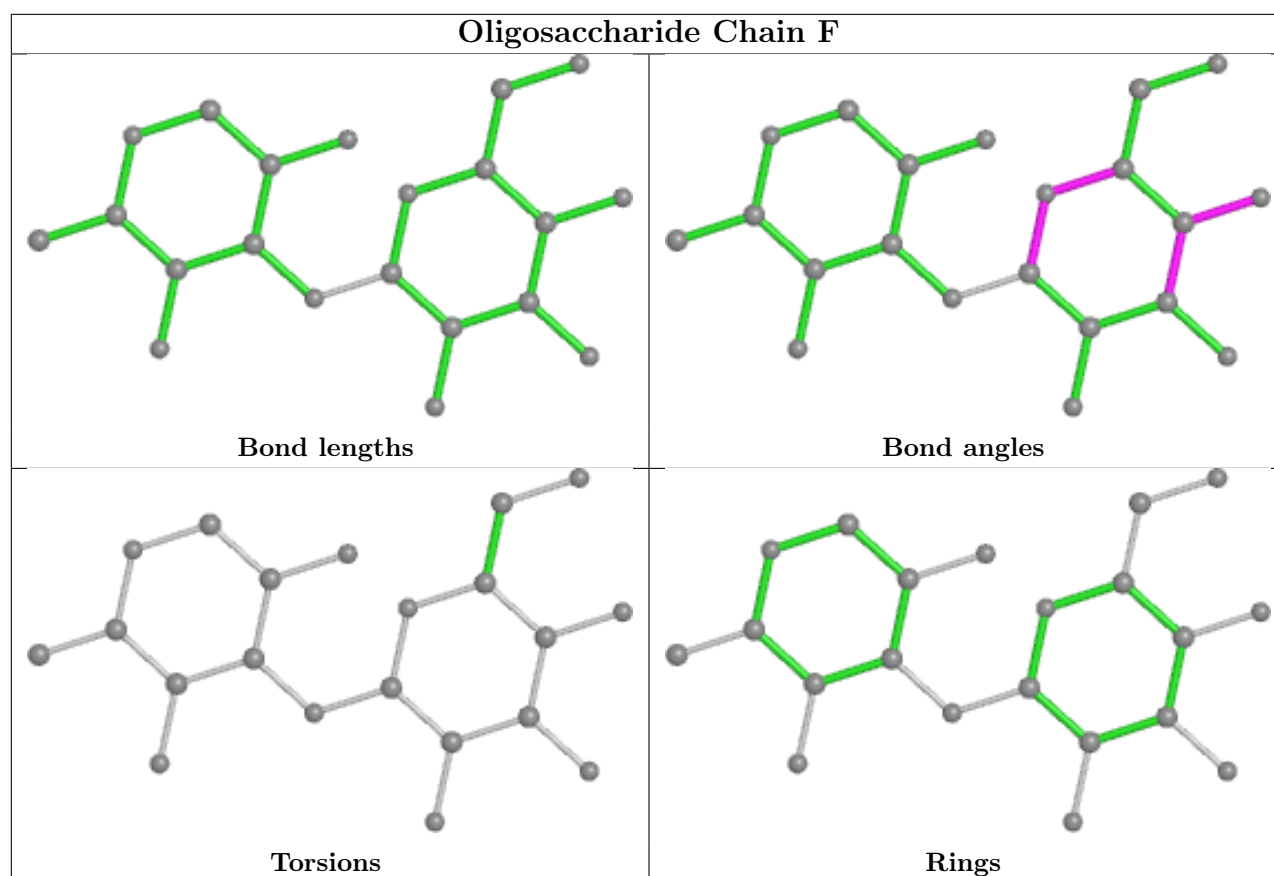 Oligosaccharide Chain F
Bond lengths
Bond angles
Torsions
Rings